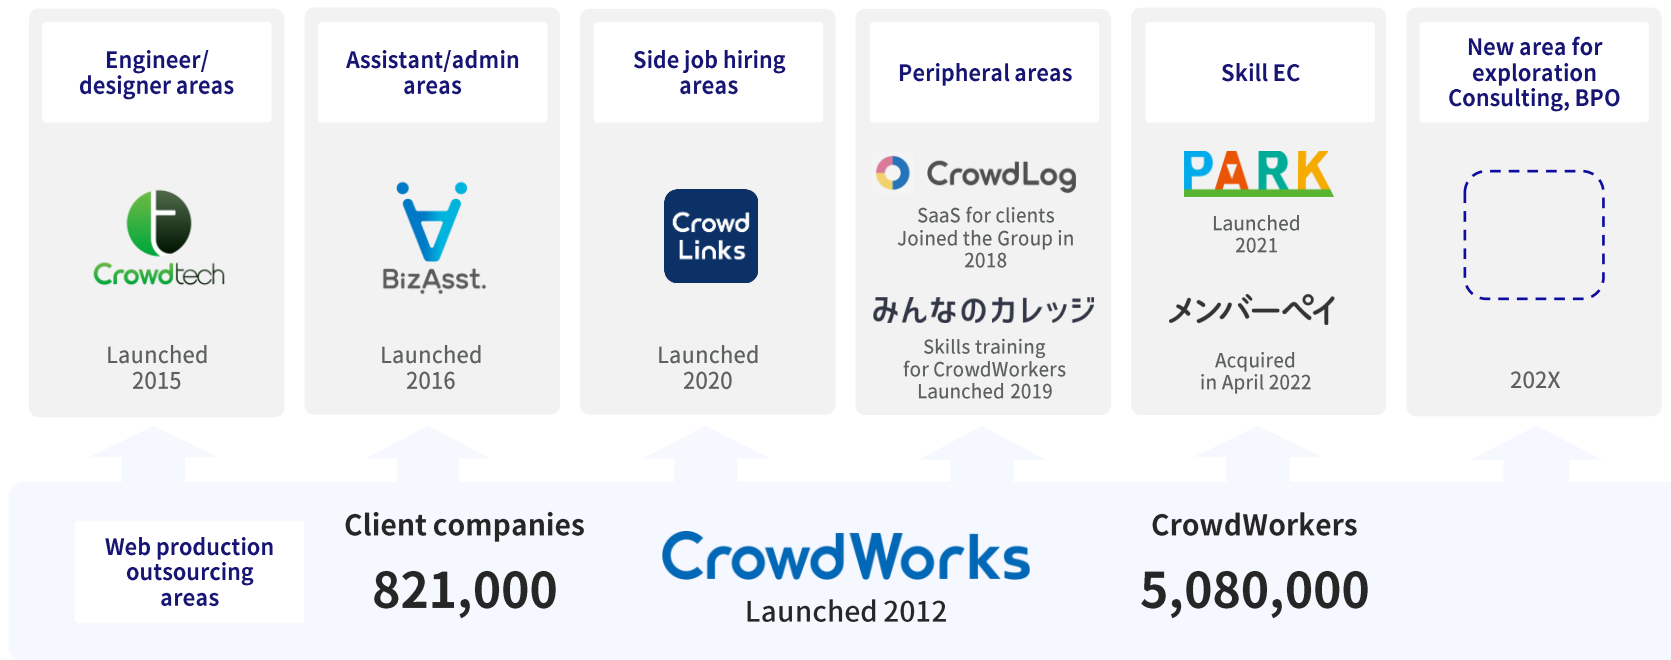 Engineer/
designer areas
Crowdtech
Launched
2015
Assistant/admin
areas
BizAsst.
Launched
2016
Side job hiring
areas
Crowd
Links
Launched
2020
Peripheral areas
CrowdLog
SaaS for clients
Joined the Group in
2018
みんなのカレッジ
Skills training
for CrowdWorkers
Launched 2019
Skill EC
PARK
Launched
2021
メンバーペイ
Acquired
in April 2022
New area for
exploration
Consulting, BPO
202X
Web production
outsourcing
areas
Client companies
821,000
CrowdWorks
Launched 2012
CrowdWorkers
5,080,000